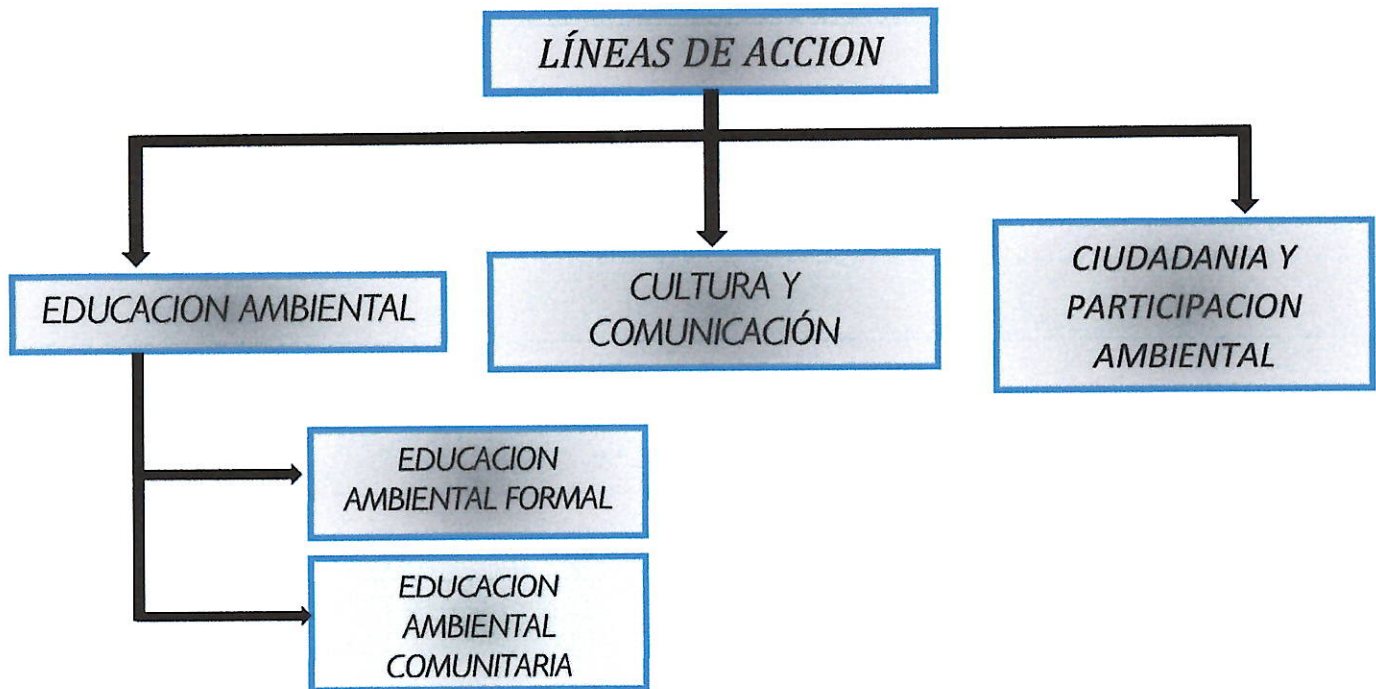 LÍNEAS DE ACCION
EDUCACION AMBIENTAL
CULTURA Y
COMUNICACIÓN
CIUDADANIA Y
PARTICIPACION
AMBIENTAL
EDUCACION
AMBIENTAL FORMAL
EDUCACION
AMBIENTAL
COMUNITARIA